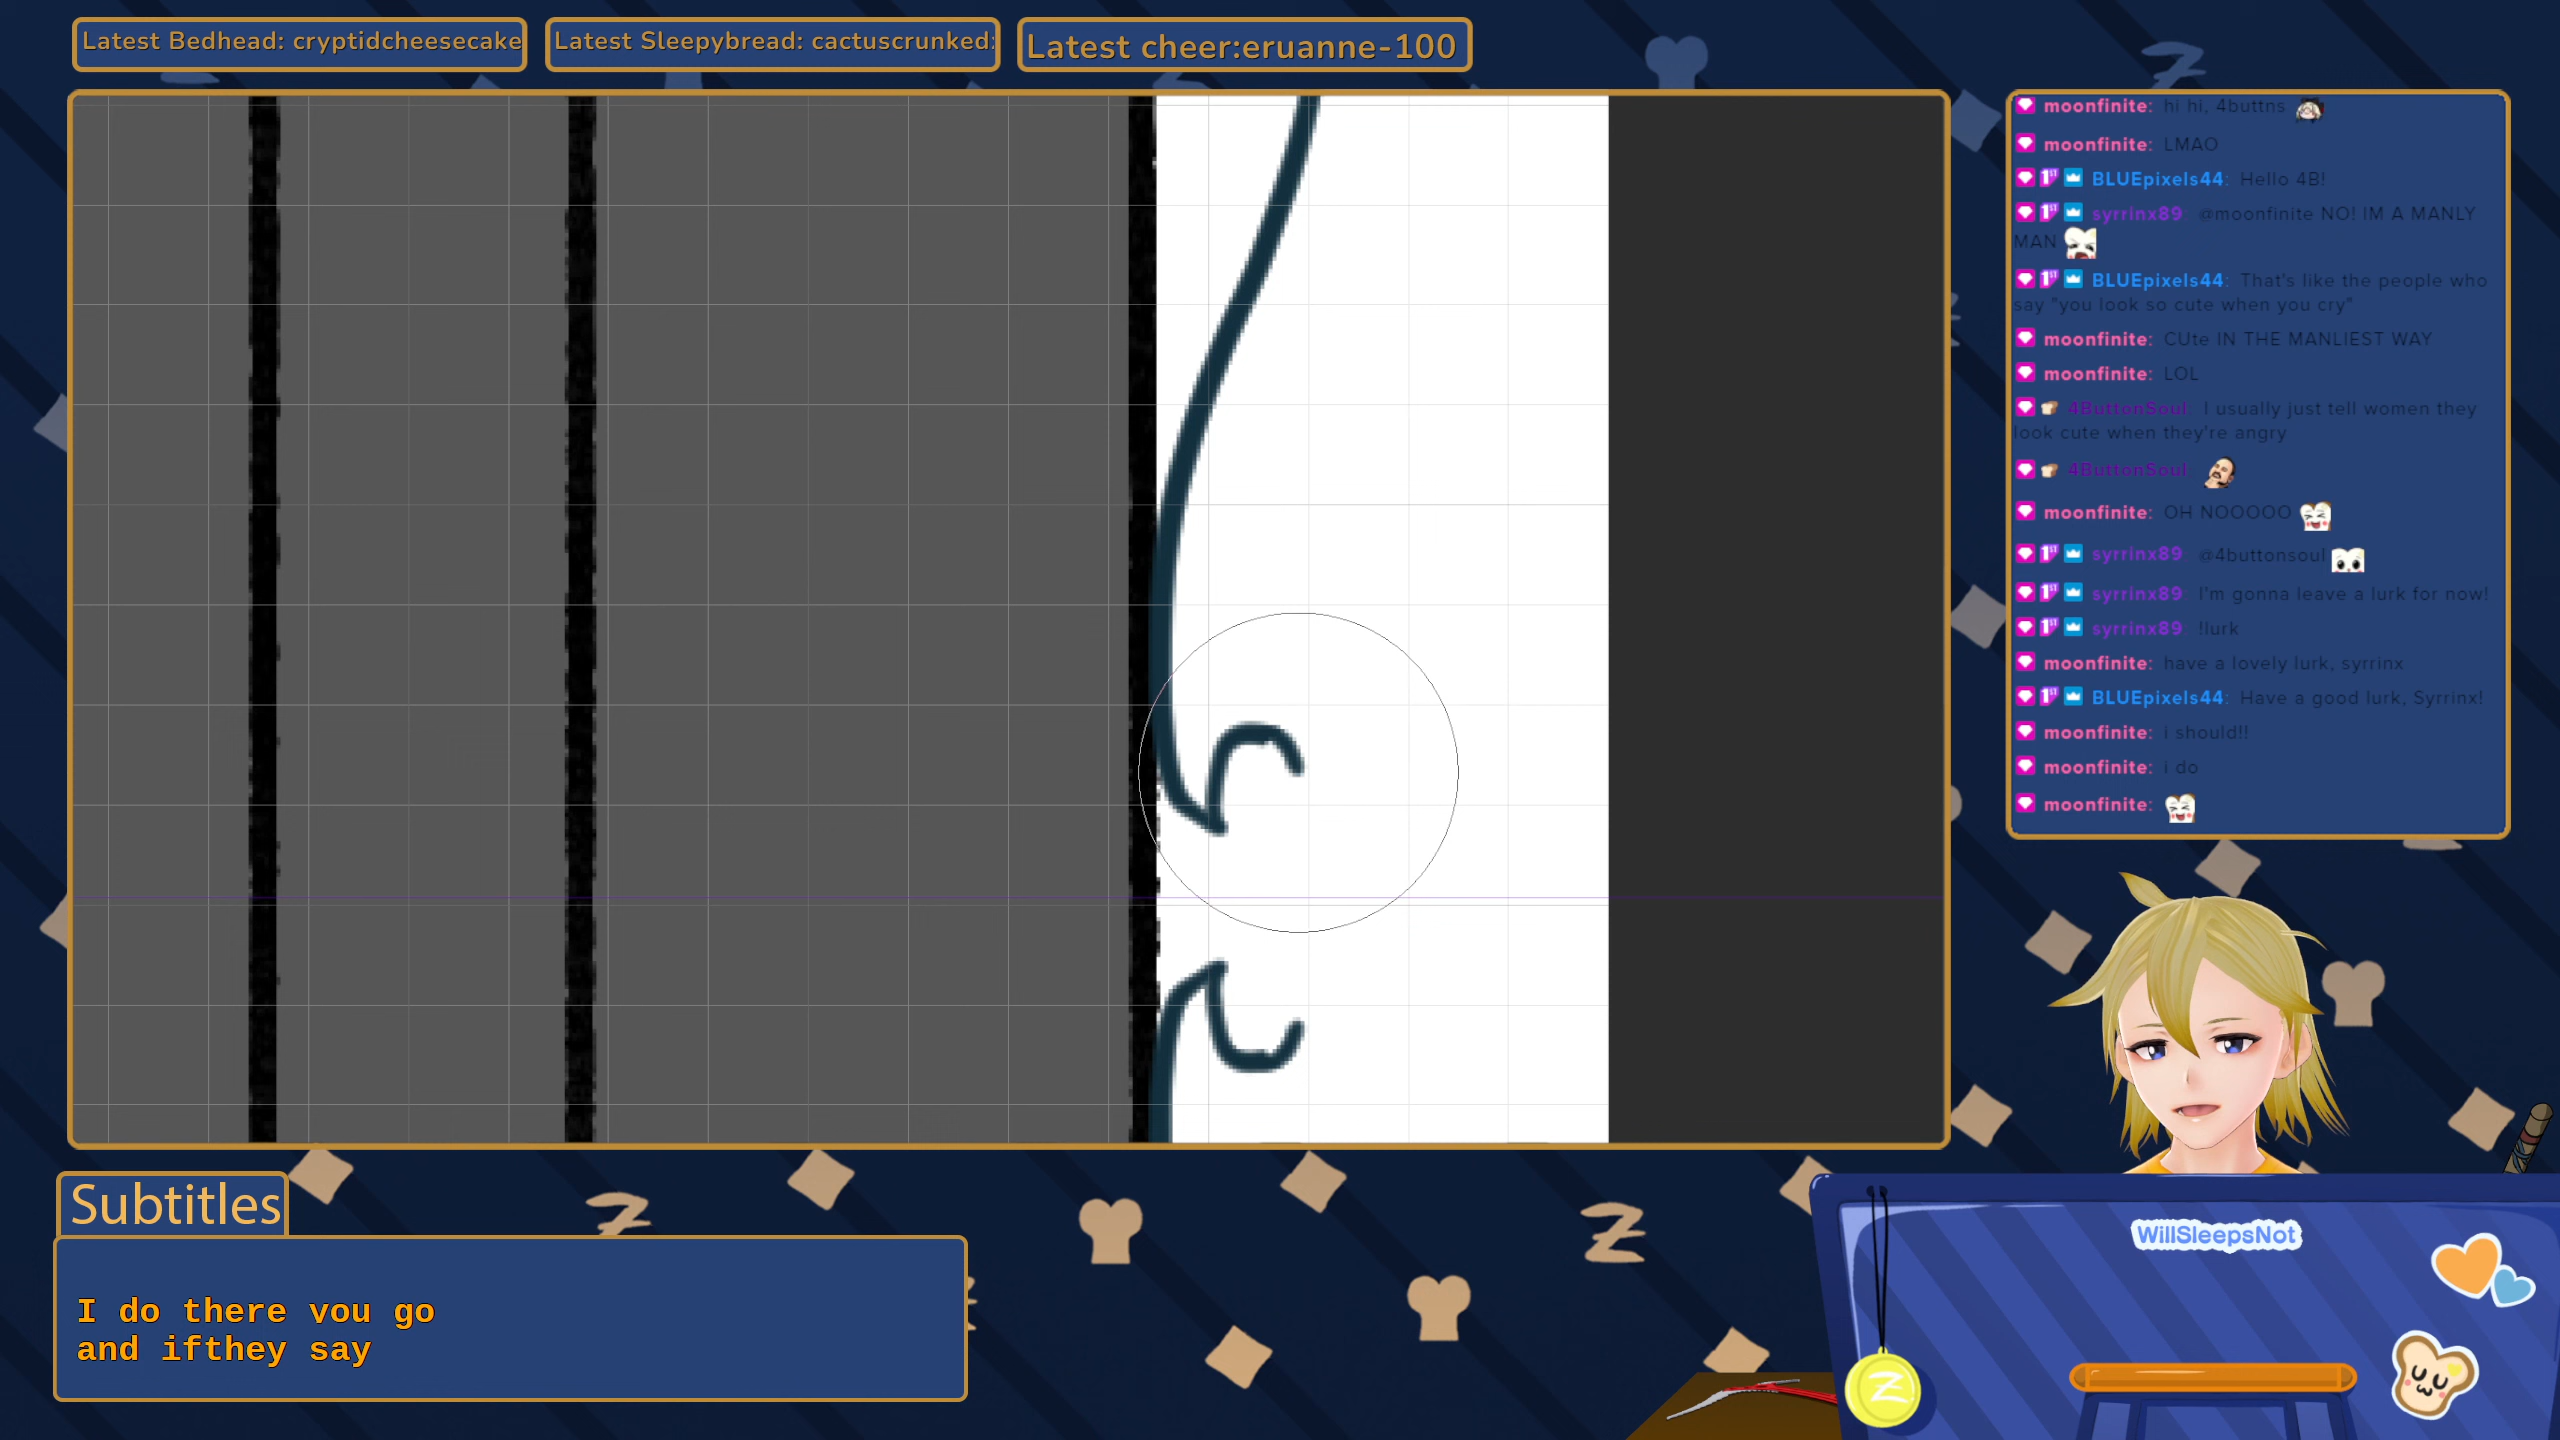 Latest Bedhead: cryptidcheesecake
Latest Sleepybread: cactuscrunked:
Latest cheer:eruanne-100
moonfinite: hi hi, 4buttns
moonfinite: LMAO
BLUEpixels44: Hello 4B!
syrrinx89: @moonfinite NO! IM A MANLY
MAN
BLUEpixels44: That's like the people who
say "you look so cute when you cry"
moonfinite: CUte IN THE MANLIEST WAY
moonfinite: LOL
4ButtonSoul: I usually just tell women they
look cute when they're angry
4ButtonSoul:
moonfinite: OH NOOOOO
syrrinx89: @4buttonsoul
syrrinx89: I'm gonna leave a lurk for now!
syrrinx89: !lurk
moonfinite: have a lovely lurk, syrrinx
BLUEpixels44: Have a good lurk, Syrrinx!
moonfinite: i should!!
moonfinite: i do
moonfinite:
WillSleepsNot
Subtitles
I do there you go
and ifthey say